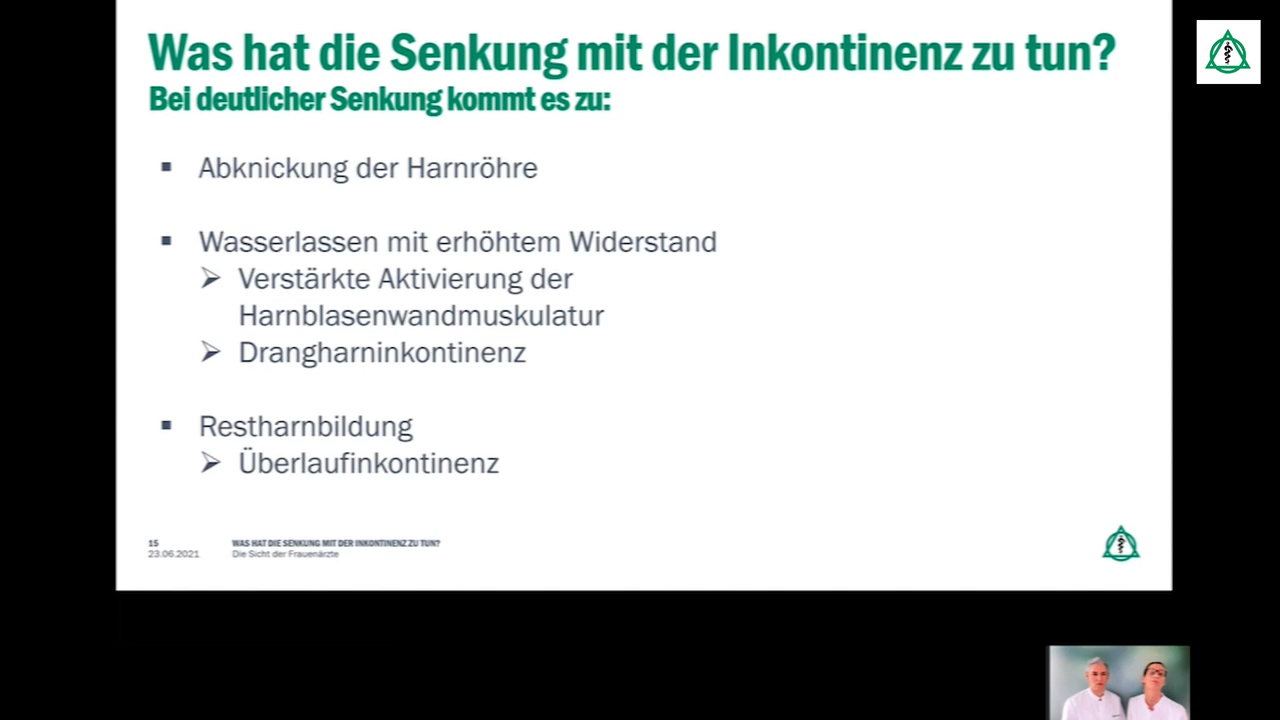 Was hat die Senkung mit der Inkontinenz zu tun?
Bei deutlicher Senkung kommt es zu:
▪ Abknickung der Harnröhre
▪ Wasserlassen mit erhöhtem Widerstand
➢ Verstärkte Aktivierung der
Harnblasenwandmuskulatur
➢ Drangharninkontinenz
▪ Restharnbildung
➢ Überlaufinkontinenz
15 WAS HAT DIE SENKUNG MIT DER INKONTINENZ ZU TUN?
23.06.2021 Die Sicht der Frauenärzte